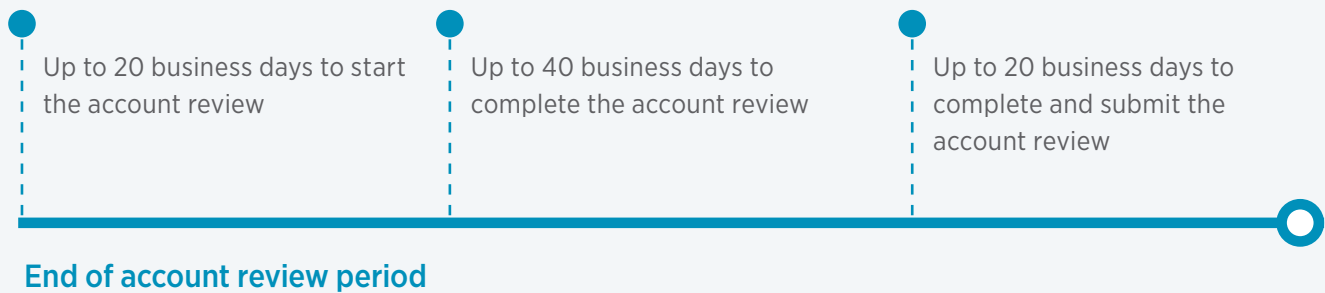 Up to 20 business days to start
the account review
Up to 40 business days to
complete the account review
Up to 20 business days to
complete and submit the
account review
End of account review period